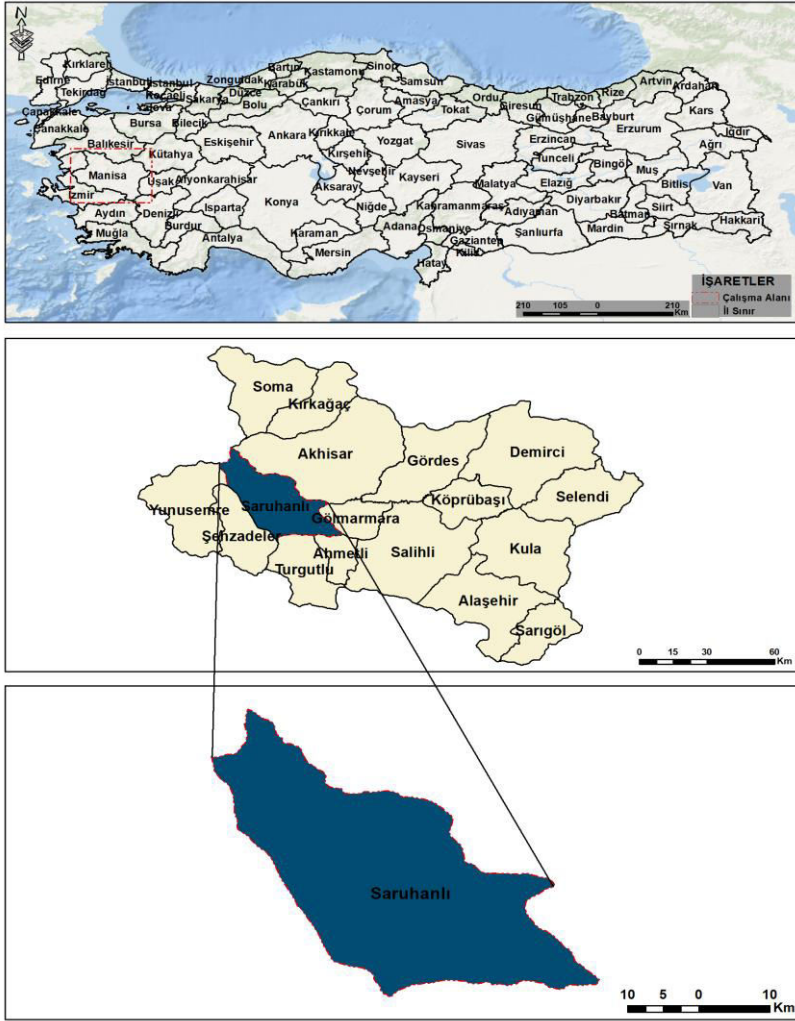 N
Kırklareli
Edirne
Tekirdağ
İstanbul
İstanbul
Kocaeli
Yalova
Sakarya
Çanakkale
Çanakkale
Bursa
Bilecik
Zonguldak
Düzce
Bolu
Bartın
Karabük
Kastamonu
Sinop
Çankırı
Samsun
Çorum
Amasya
Tokat
Ordu
Giresun
Trabzon
Rize
Artvin
Ardahan
Kars
Gümüşhane
Bayburt
Erzurum
Iğdır
Ağrı
Balıkesir
Kütahya
Eskişehir
Ankara
Kırıkkale
Kırşehir
Yozgat
Sivas
Erzincan
Tunceli
Bingöl
Muş
Bitlis
Van
Manisa
Uşak
Afyonkarahisar
Nevşehir
Kayseri
Aksaray
Malatya
Elazığ
Diyarbakır
Batman
Siirt
Hakkari
İzmir
Aydın
Denizli
Isparta
Konya
Niğde
Kahramanmaraş
Adıyaman
Mardin
Şırnak
Muğla
Burdur
Antalya
Karaman
Mersin
Adana
Osmaniye
Gaziantep
Şanlıurfa
Kilis
Hatay
İŞARETLER
Çalışma Alanı
İl Sınır
210 105 0 210
Km
Soma
Kırkağaç
Akhisar
Gördes
Demirci
Köprübaşı
Selendi
Yunusemre
Saruhanlı
Gölmarmara
Şehzadeler
Ahmetli
Salihli
Kula
Turgutlu
Alaşehir
Sarıgöl
0 15 30 60
Km
Saruhanlı
10 5 0 10
Km